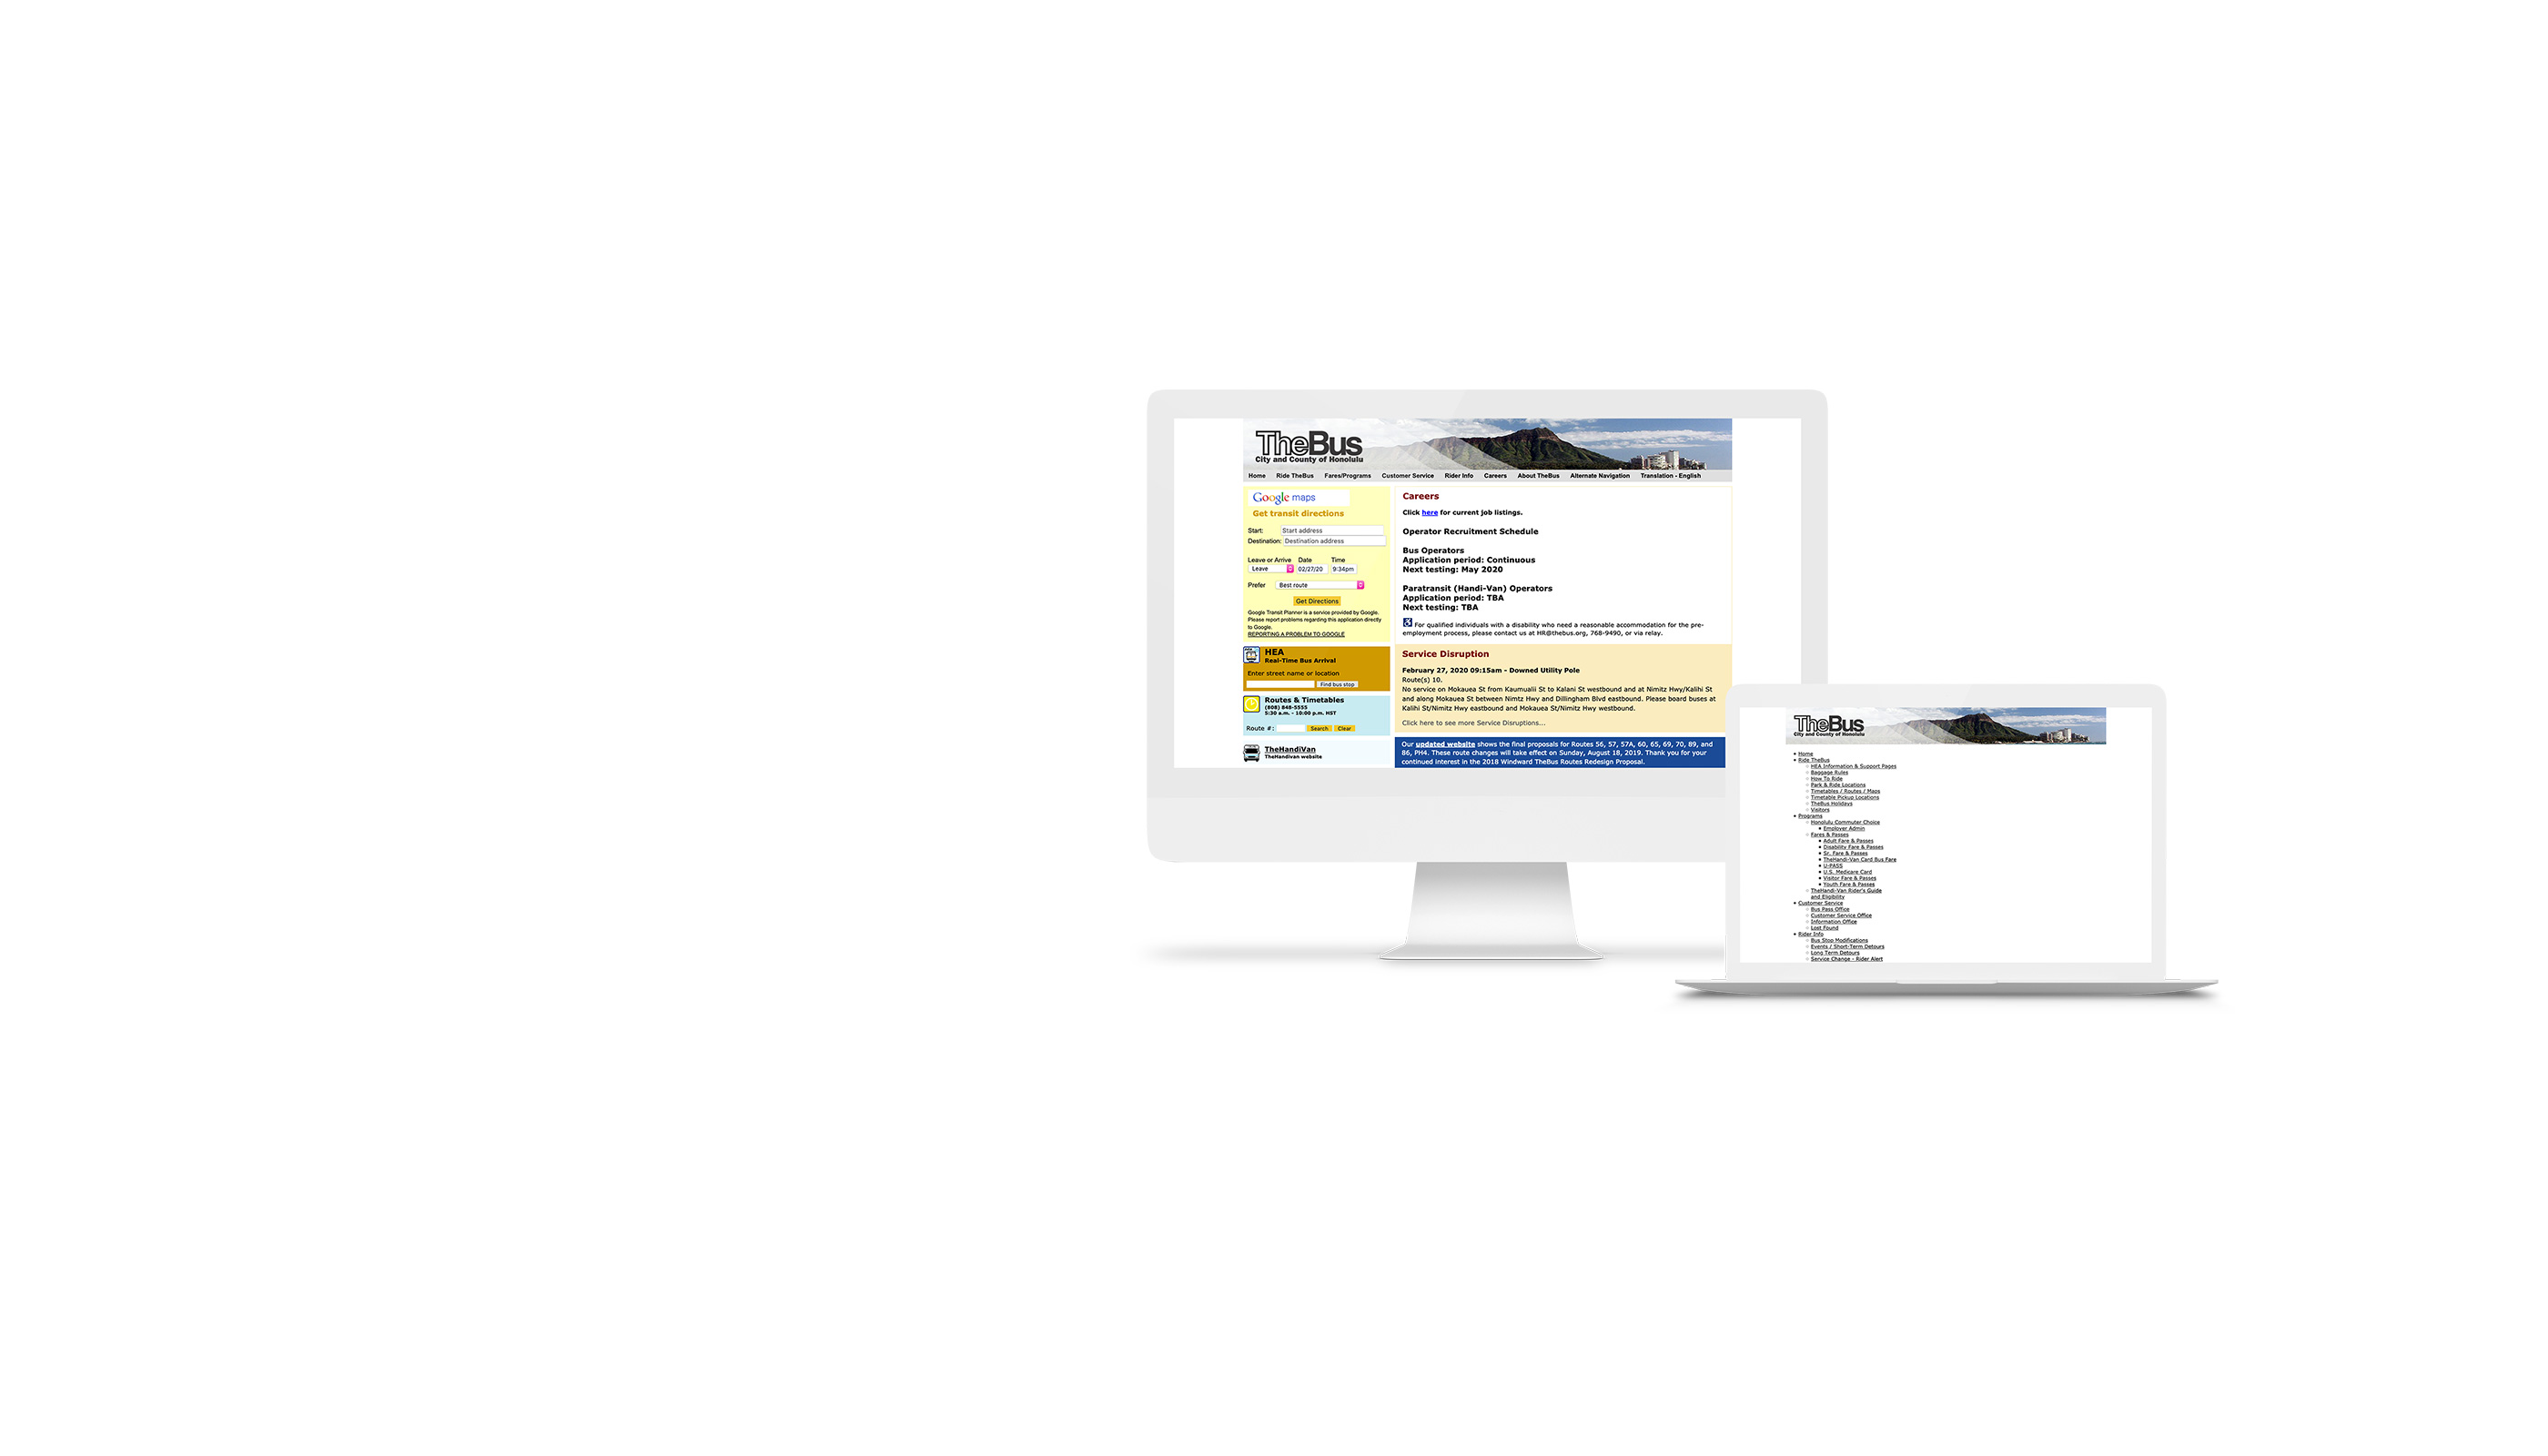 TheBus
City and County of Honolulu
Home Ride TheBus Fares/Programs Customer Service Rider Info Careers About TheBus Alternate Navigation Translation - English
Google maps
Get transit directions
Start: Start address
Destination: Destination address
Leave or Arrive Date Time
Leave 02/27/20 9:34pm
Prefer Best route
Get Directions
Google Transit Planner is a service provided by Google.
Please report problems regarding this application directly
to Google.
REPORTING A PROBLEM TO GOOGLE
HEA
Real-Time Bus Arrival
Enter street name or location
Find bus stop
Routes & Timetables
(808) 848-5555
5:30 a.m. - 10:00 p.m. HST
Route #: Search Clear
TheHandiVan
TheHandivan website
Careers
Click here for current job listings.
Operator Recruitment Schedule
Bus Operators
Application period: Continuous
Next testing: May 2020
Paratransit (Handi-Van) Operators
Application period: TBA
Next testing: TBA
For qualified individuals with a disability who need a reasonable accommodation for the pre-
employment process, please contact us at HR@thebus.org, 768-9490, or via relay.
Service Disruption
February 27, 2020 09:15am - Downed Utility Pole
Route(s) 10.
No service on Mokauea St from Kaumualii St to Kalani St westbound and at Nimitz Hwy/Kalihi St
and along Mokauea St between Nimtz Hwy and Dillingham Blvd eastbound. Please board buses at
Kalihi St/Nimitz Hwy eastbound and Mokauea St/Nimitz Hwy westbound.
Click here to see more Service Disruptions...
Our updated website shows the final proposals for Routes 56, 57, 57A, 60, 65, 69, 70, 89, and
86, PH4. These route changes will take effect on Sunday, August 18, 2019. Thank you for your
continued interest in the 2018 Windward TheBus Routes Redesign Proposal.
TheBus
City and County of Honolulu
Home
Ride TheBus
HEA Information & Support Pages
Baggage Rules
How To Ride
Park & Ride Locations
Timetables / Routes / Maps
Timetable Pickup Locations
TheBus Holidays
Visitors
Programs
Honolulu Commuter Choice
Employer Admin
Fares & Passes
Adult Fare & Passes
Disability Fare & Passes
Sr. Fare & Passes
TheHandi-Van Card Bus Fare
U-PASS
U.S. Medicare Card
Visitor Fare & Passes
Youth Fare & Passes
TheHandi-Van Rider's Guide
and Eligibility
Customer Service
Bus Pass Office
Customer Service Office
Information Office
Lost Found
Rider Info
Bus Stop Modifications
Events / Short-Term Detours
Long Term Detours
Service Change - Rider Alert